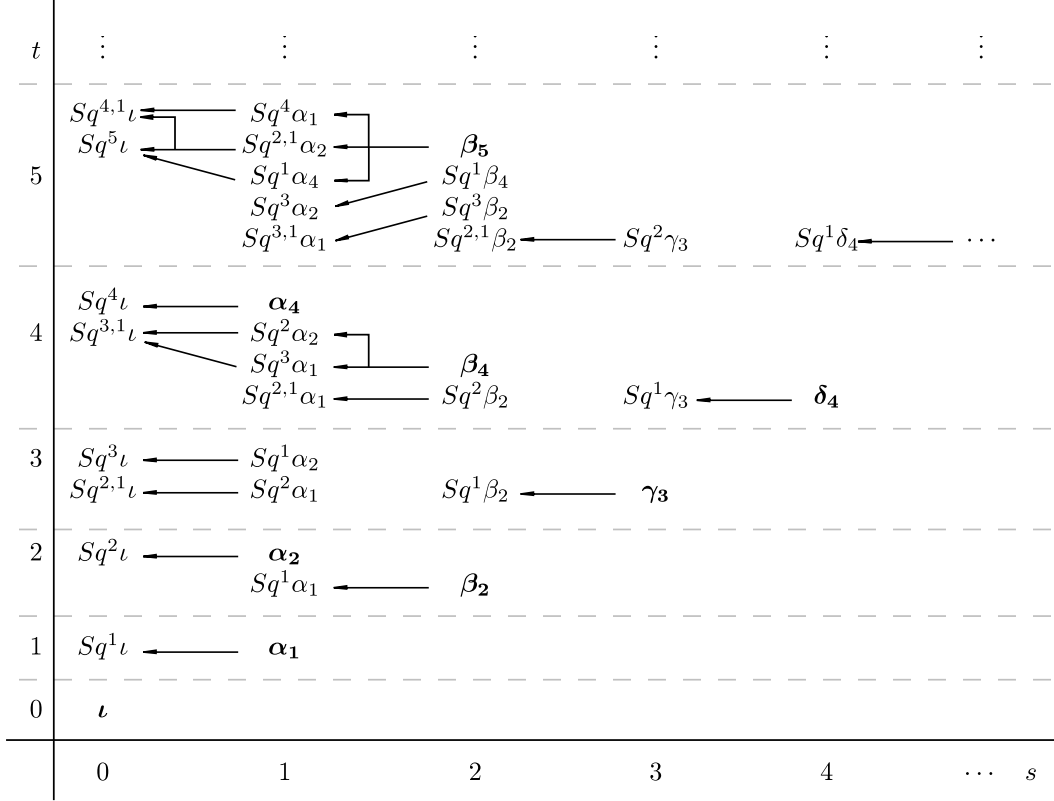 t ⋮ ⋮ ⋮ ⋮ ⋮ ⋮
Sq^{4,1}ι Sq^4α_1
Sq^5ι Sq^{2,1}α_2 β_5
5 Sq^1α_4 Sq^1β_4
Sq^3α_2 Sq^3β_2
Sq^{3,1}α_1 Sq^{2,1}β_2 Sq^2γ_3 Sq^1δ_4 ⋯
Sq^4ι α_4
4 Sq^{3,1}ι Sq^2α_2
Sq^3α_1 β_4
Sq^{2,1}α_1 Sq^2β_2 Sq^1γ_3 δ_4
3 Sq^3ι Sq^1α_2
Sq^{2,1}ι Sq^2α_1 Sq^1β_2 γ_3
2 Sq^2ι α_2
Sq^1α_1 β_2
1 Sq^1ι α_1
0 ι
0 1 2 3 4 ⋯ s